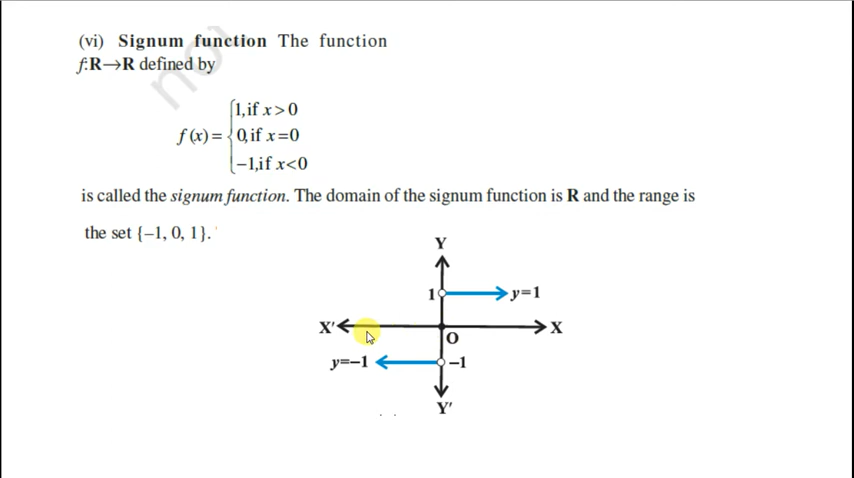 (vi) Signum function The function
f:R→R defined by
f(x)= {1, if x>0
0, if x=0
−1, if x<0
is called the signum function. The domain of the signum function is R and the range is
the set {−1, 0, 1}.
Y
1 y=1
X′ X
O
y=−1 −1
Y′